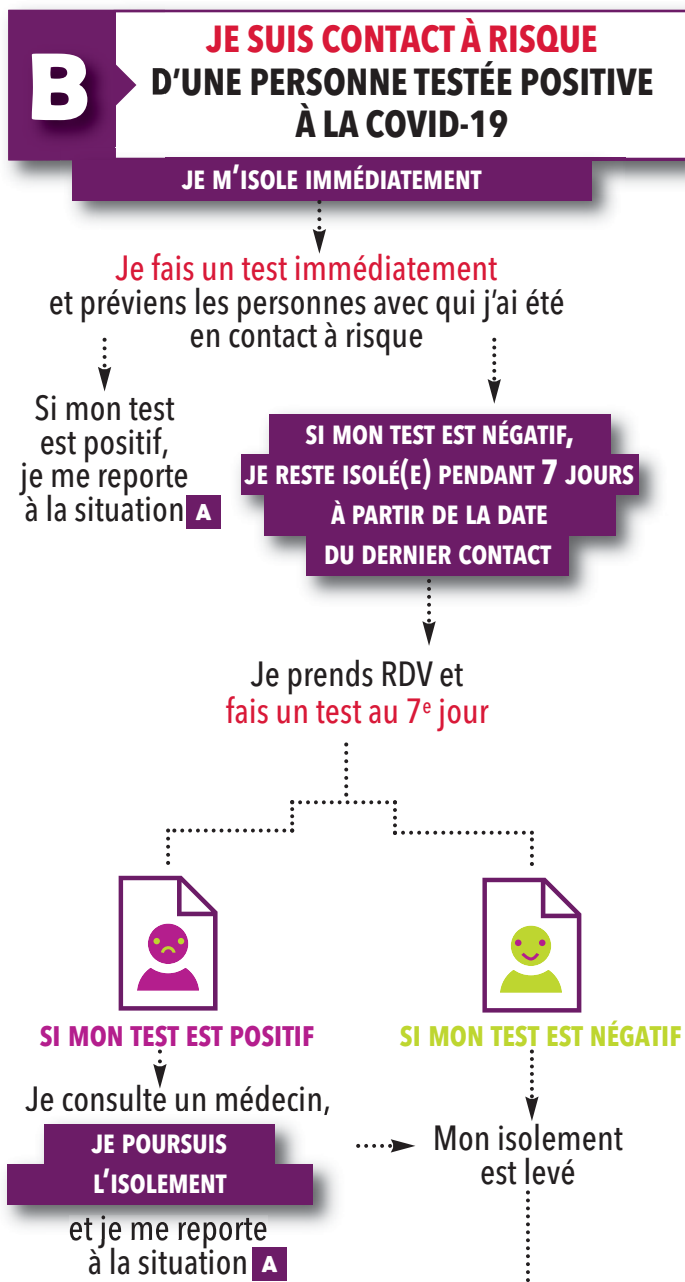 B
JE SUIS CONTACT À RISQUE
D'UNE PERSONNE TESTÉE POSITIVE
À LA COVID-19
JE M'ISOLE IMMÉDIATEMENT
Je fais un test immédiatement
et préviens les personnes avec qui j'ai été
en contact à risque
Si mon test
est positif,
je me reporte
à la situation A
SI MON TEST EST NÉGATIF,
JE RESTE ISOLÉ(E) PENDANT 7 JOURS
À PARTIR DE LA DATE
DU DERNIER CONTACT
Je prends RDV et
fais un test au 7e jour
SI MON TEST EST POSITIF
Je consulte un médecin,
JE POURSUIS
L'ISOLEMENT
et je me reporte
à la situation A
SI MON TEST EST NÉGATIF
Mon isolement
est levé